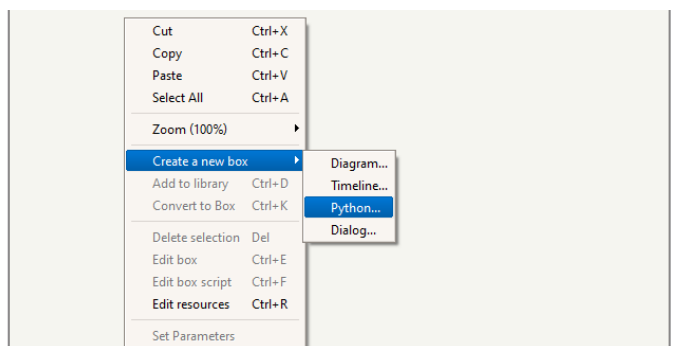 Cut Ctrl+X
Copy Ctrl+C
Paste Ctrl+V
Select All Ctrl+A
Zoom (100%)
Create a new box
Diagram...
Add to library Ctrl+D
Timeline...
Convert to Box Ctrl+K
Python...
Dialog...
Delete selection Del
Edit box Ctrl+E
Edit box script Ctrl+F
Edit resources Ctrl+R
Set Parameters